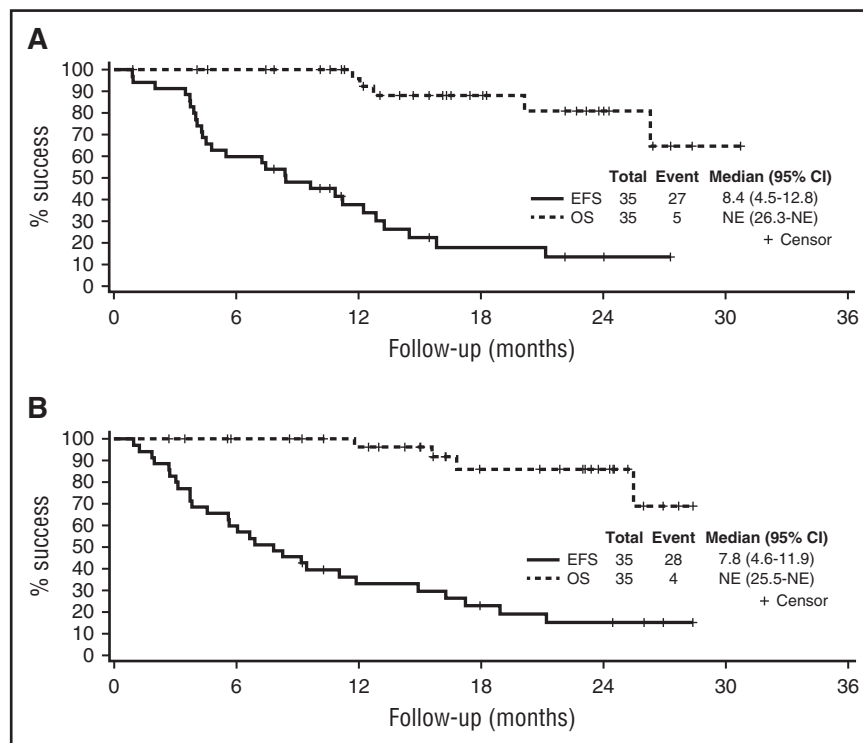 A
100
90
80
70
60
50
40
30
20
10
0
% success
Total Event Median (95% CI)
EFS 35 27 8.4 (4.5-12.8)
OS 35 5 NE (26.3-NE)
+ Censor
0 6 12 18 24 30 36
Follow-up (months)
B
100
90
80
70
60
50
40
30
20
10
0
% success
Total Event Median (95% CI)
EFS 35 28 7.8 (4.6-11.9)
OS 35 4 NE (25.5-NE)
+ Censor
0 6 12 18 24 30 36
Follow-up (months)